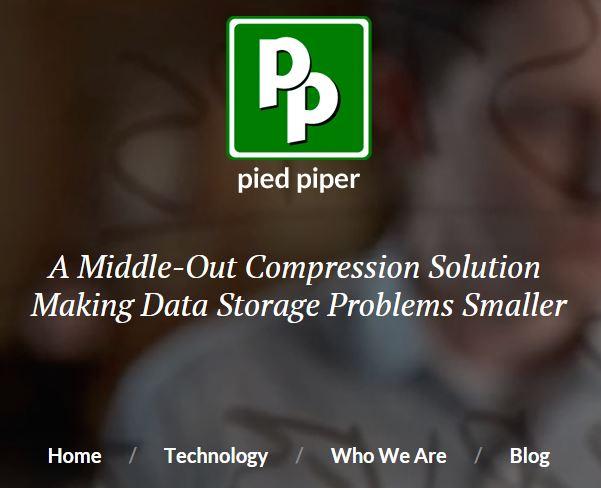 PP
pied piper
A Middle-Out Compression Solution
Making Data Storage Problems Smaller
Home / Technology / Who We Are / Blog